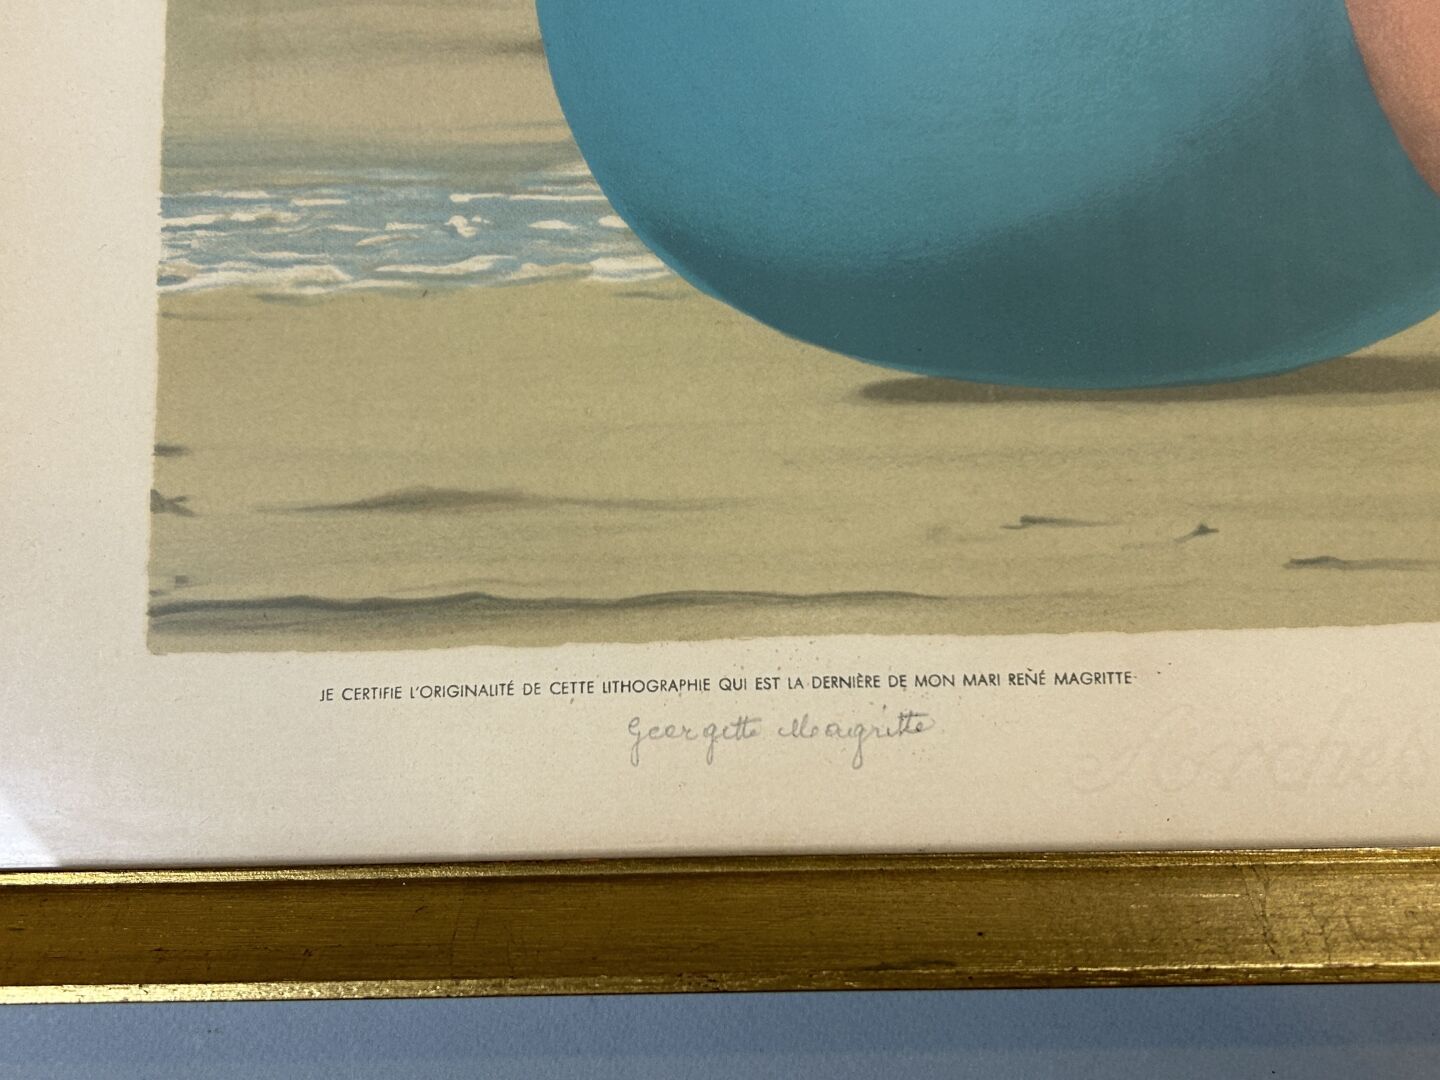 JE CERTIFIE L'ORIGINALITÉ DE CETTE LITHOGRAPHIE QUI EST LA DERNIÈRE DE MON MARI RENÉ MAGRITTE
Georgette Magritte